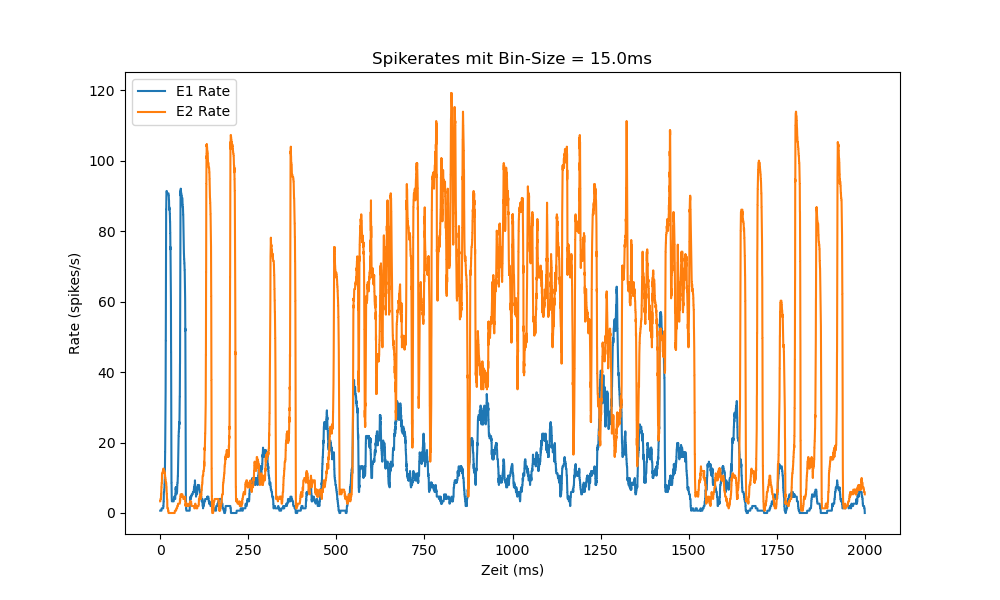 Spikerates mit Bin-Size = 15.0ms
E1 Rate
E2 Rate
120
100
80
60
40
20
0
Rate (spikes/s)
0 250 500 750 1000 1250 1500 1750 2000
Zeit (ms)